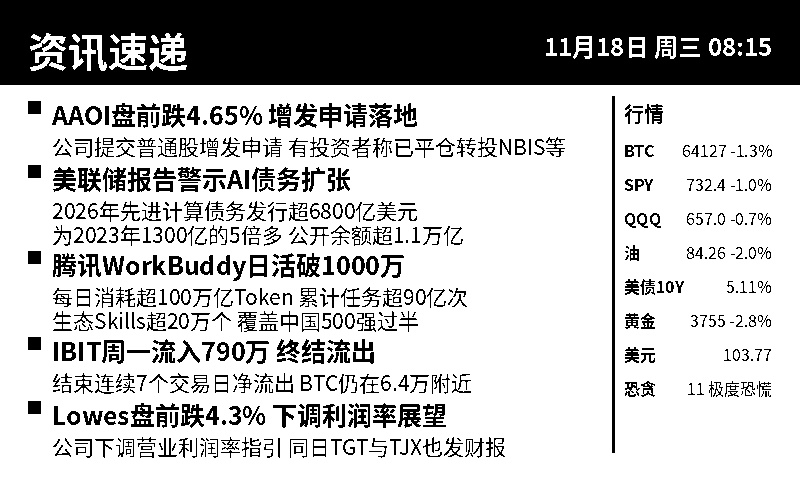 资讯速递
11月18日 周三 08:15
AAOI盘前跌4.65% 增发申请落地
公司提交普通股增发申请 有投资者称已平仓转投NBIS等
美联储报告警示AI债务扩张
2026年先进计算债务发行超6800亿美元
为2023年1300亿的5倍多 公开余额超1.1万亿
腾讯WorkBuddy日活破1000万
每日消耗超100万亿Token 累计任务超90亿次
生态Skills超20万个 覆盖中国500强过半
IBIT周一流入790万 终结流出
结束连续7个交易日净流出 BTC仍在6.4万附近
Lowes盘前跌4.3% 下调利润率展望
公司下调营业利润率指引 同日TGT与TJX也发财报
行情
BTC 64127 -1.3%
SPY 732.4 -1.0%
QQQ 657.0 -0.7%
油 84.26 -2.0%
美债10Y 5.11%
黄金 3755 -2.8%
美元 103.77
恐贪 11 极度恐慌